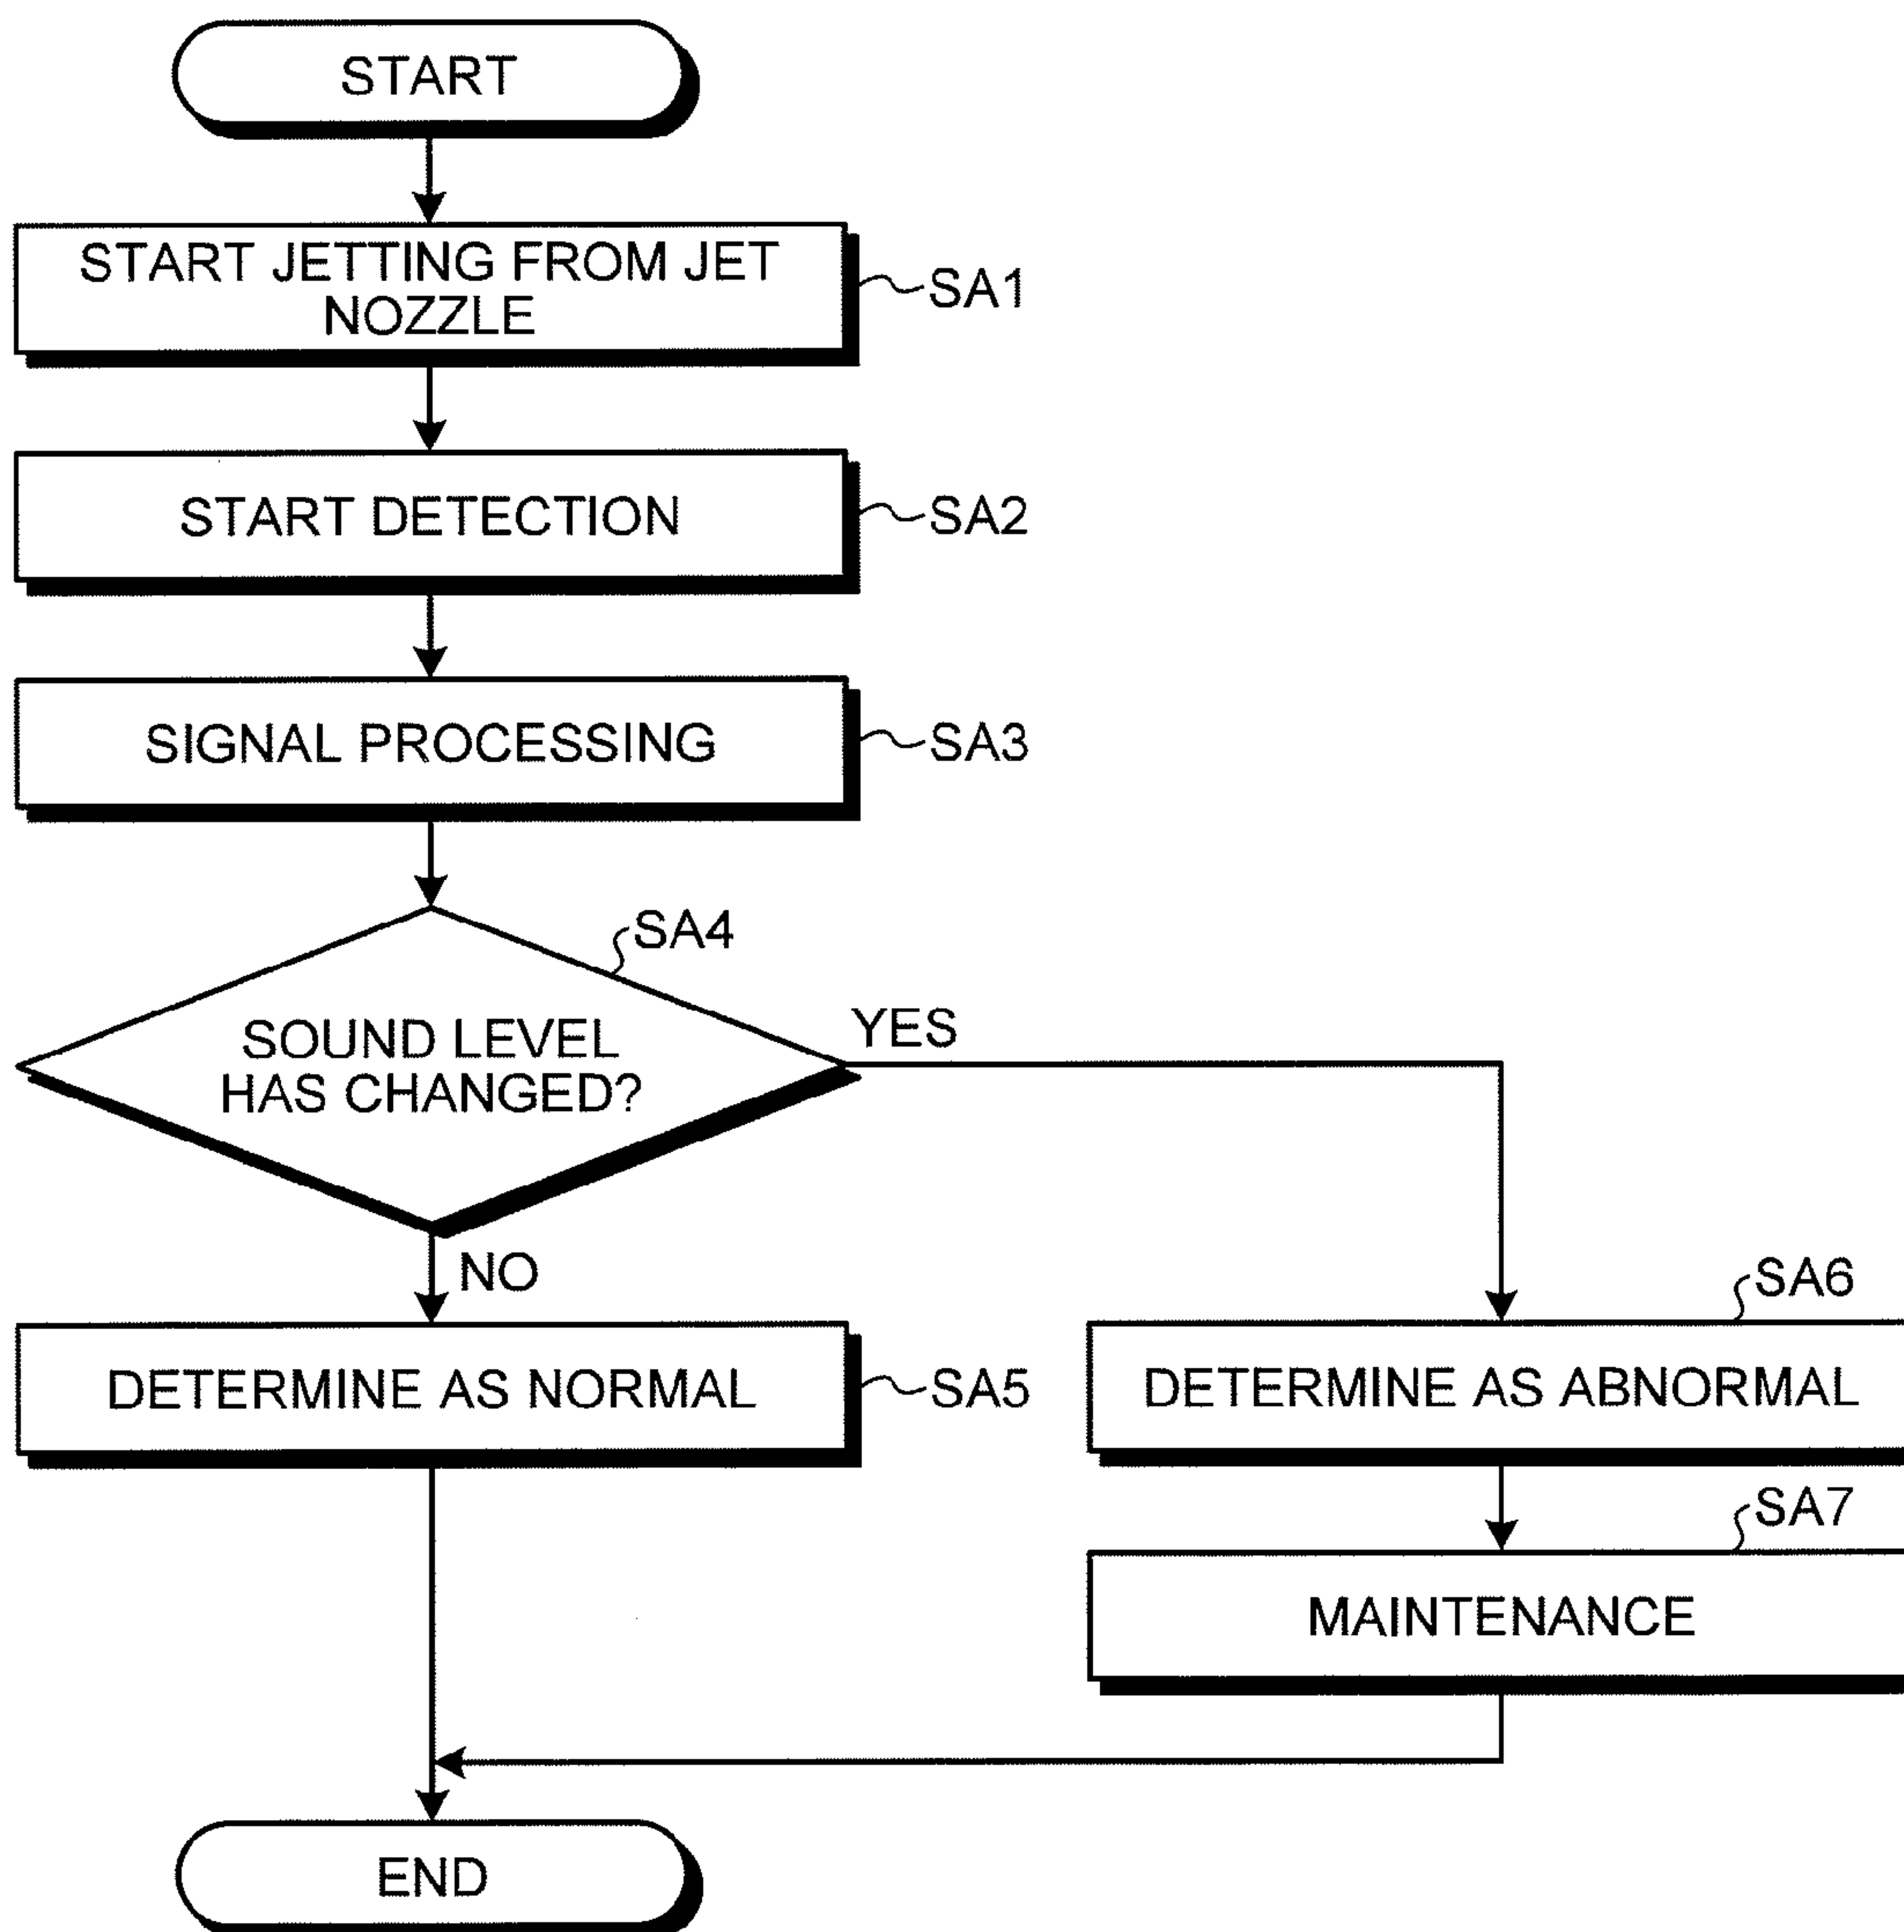 START
START JETTING FROM JET
NOZZLE
SA1
START DETECTION
SA2
SIGNAL PROCESSING
SA3
SA4
SOUND LEVEL
HAS CHANGED?
YES
NO
DETERMINE AS NORMAL
SA5
SA6
DETERMINE AS ABNORMAL
SA7
MAINTENANCE
END